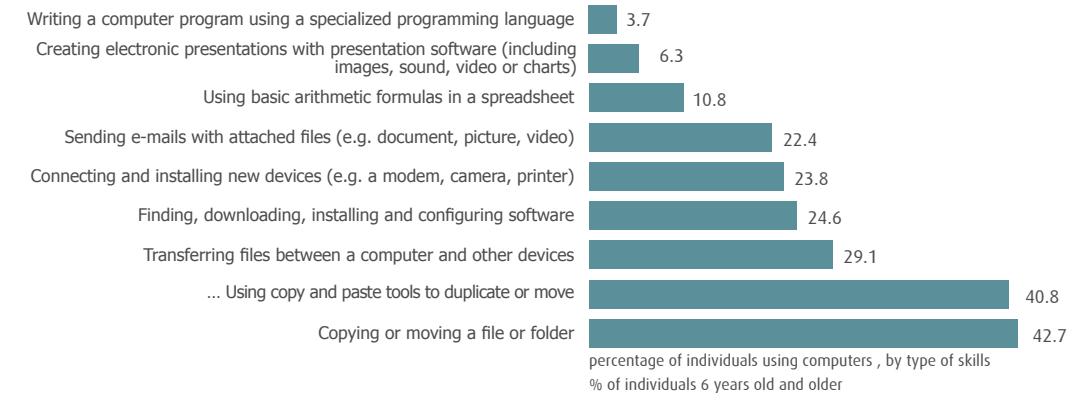 Writing a computer program using a specialized programming language 3.7
Creating electronic presentations with presentation software (including
images, sound, video or charts) 6.3
Using basic arithmetic formulas in a spreadsheet 10.8
Sending e-mails with attached files (e.g. document, picture, video) 22.4
Connecting and installing new devices (e.g. a modem, camera, printer) 23.8
Finding, downloading, installing and configuring software 24.6
Transferring files between a computer and other devices 29.1
... Using copy and paste tools to duplicate or move 40.8
Copying or moving a file or folder 42.7
percentage of individuals using computers , by type of skills
% of individuals 6 years old and older